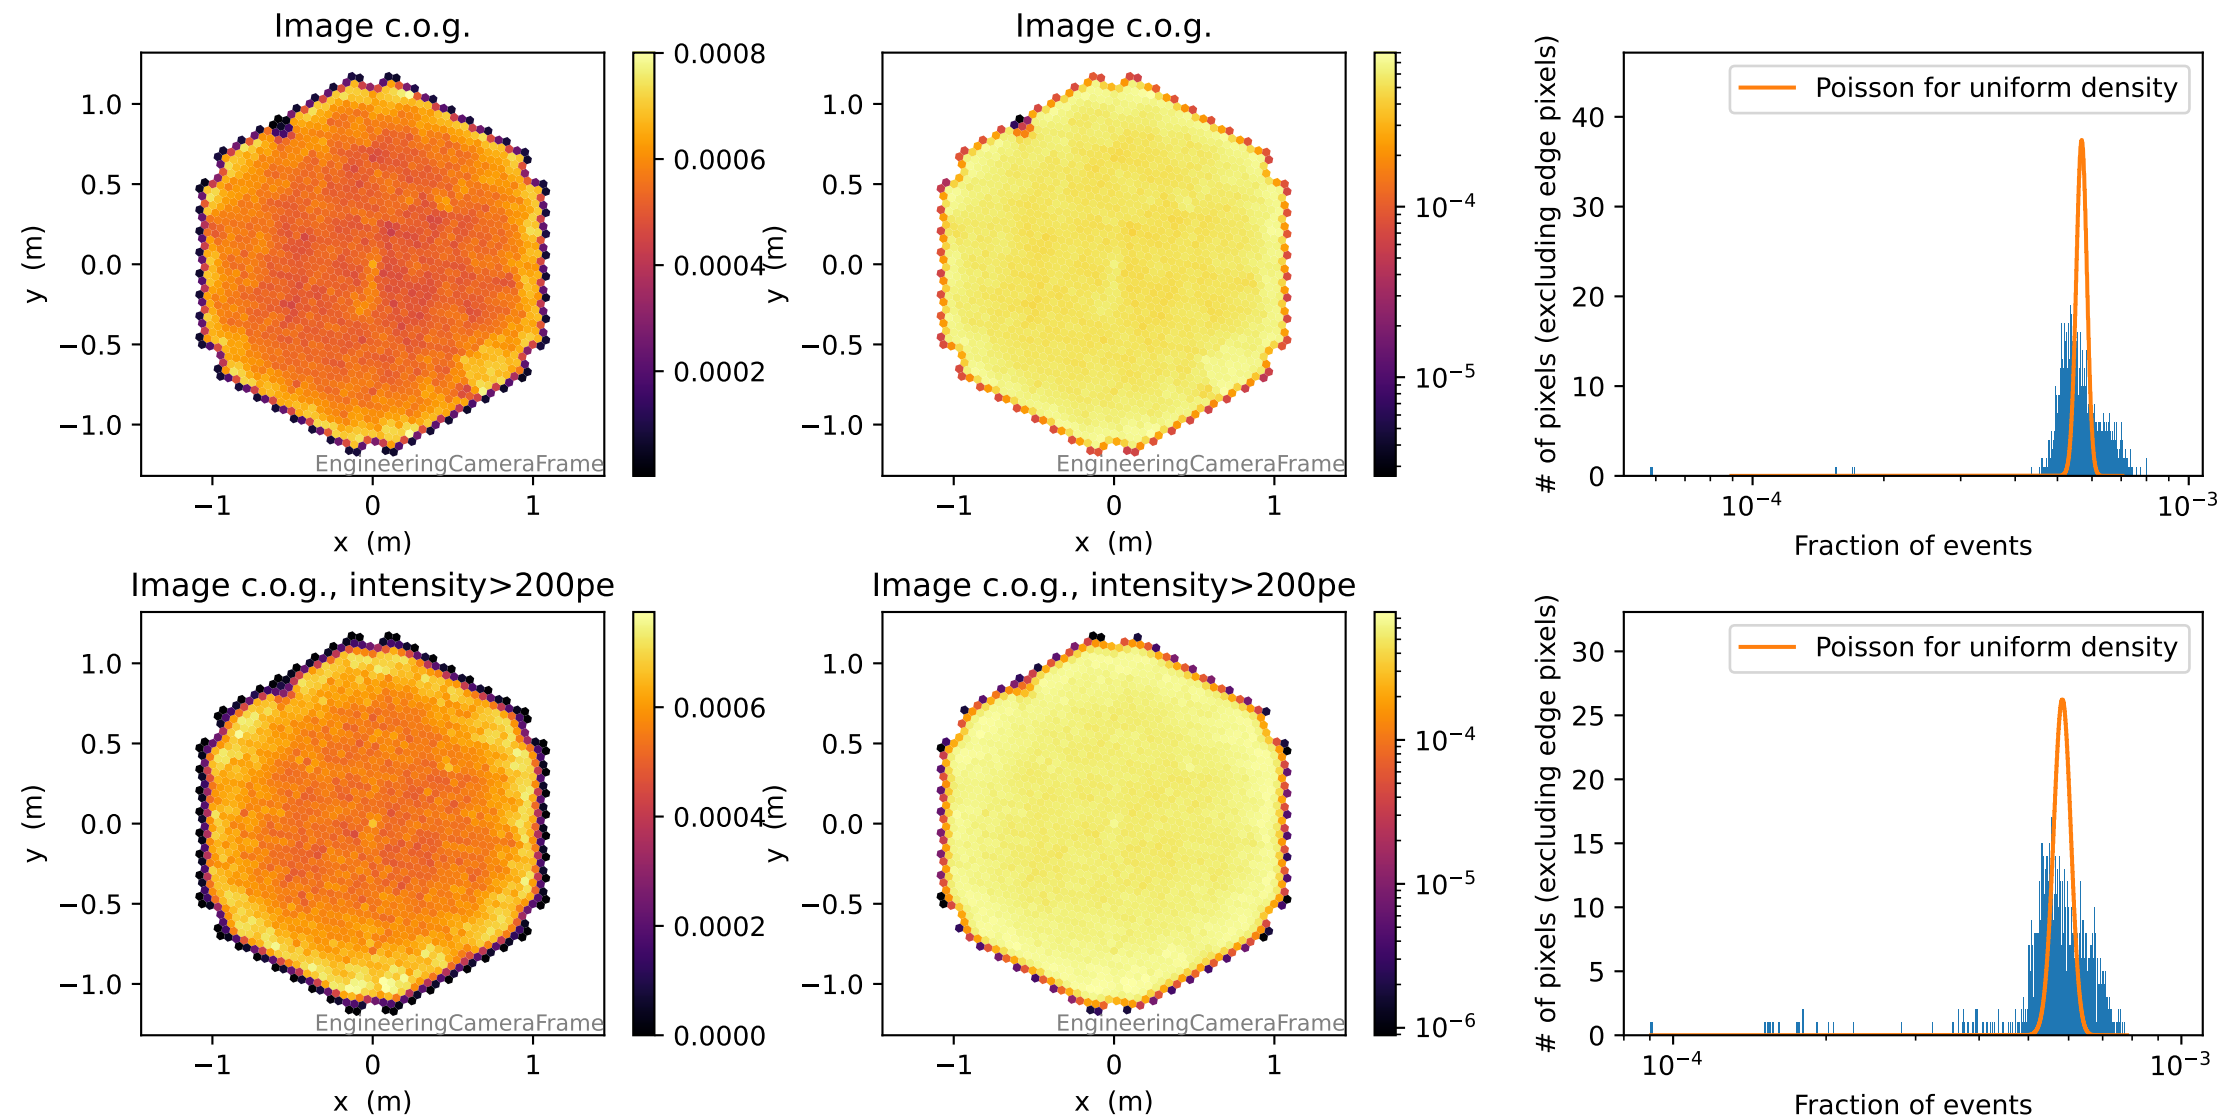 Image c.o.g.
1.0
0.5
0.0
−0.5
−1.0
y (m)
−1
0
1
x (m)
EngineeringCameraFrame
0.0008
0.0006
0.0004
0.0002
Image c.o.g.
1.0
0.5
0.0
−0.5
−1.0
y (m)
−1
0
1
x (m)
EngineeringCameraFrame
10⁻⁴
10⁻⁵
Poisson for uniform density
# of pixels (excluding edge pixels)
40
30
20
10
0
10⁻⁴
10⁻³
Fraction of events
Image c.o.g., intensity>200pe
1.0
0.5
0.0
−0.5
−1.0
y (m)
−1
0
1
x (m)
EngineeringCameraFrame
0.0006
0.0004
0.0002
0.0000
Image c.o.g., intensity>200pe
1.0
0.5
0.0
−0.5
−1.0
y (m)
−1
0
1
x (m)
EngineeringCameraFrame
10⁻⁴
10⁻⁵
10⁻⁶
Poisson for uniform density
# of pixels (excluding edge pixels)
30
25
20
15
10
5
0
10⁻⁴
10⁻³
Fraction of events